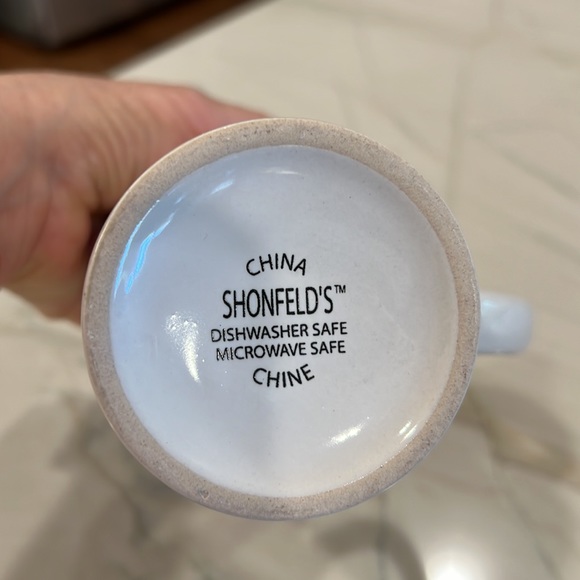 CHINA
SHONFELD'S™
DISHWASHER SAFE
MICROWAVE SAFE
CHINE